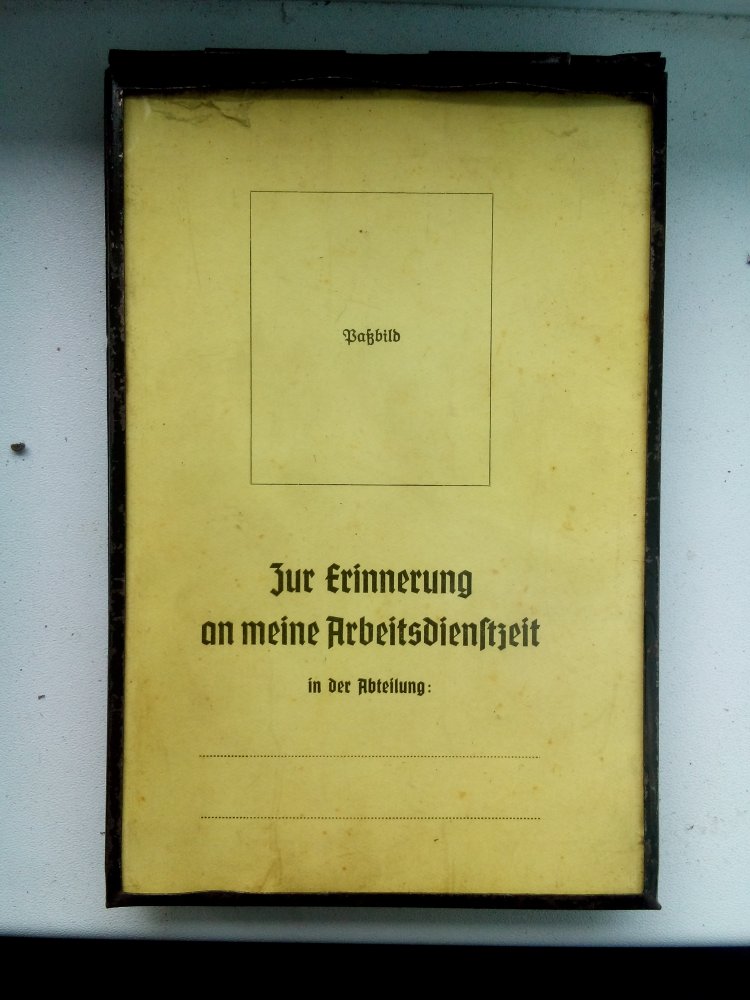 Paßbild
Zur Erinnerung
an meine Arbeitsdienſtzeit
in der Abteilung: